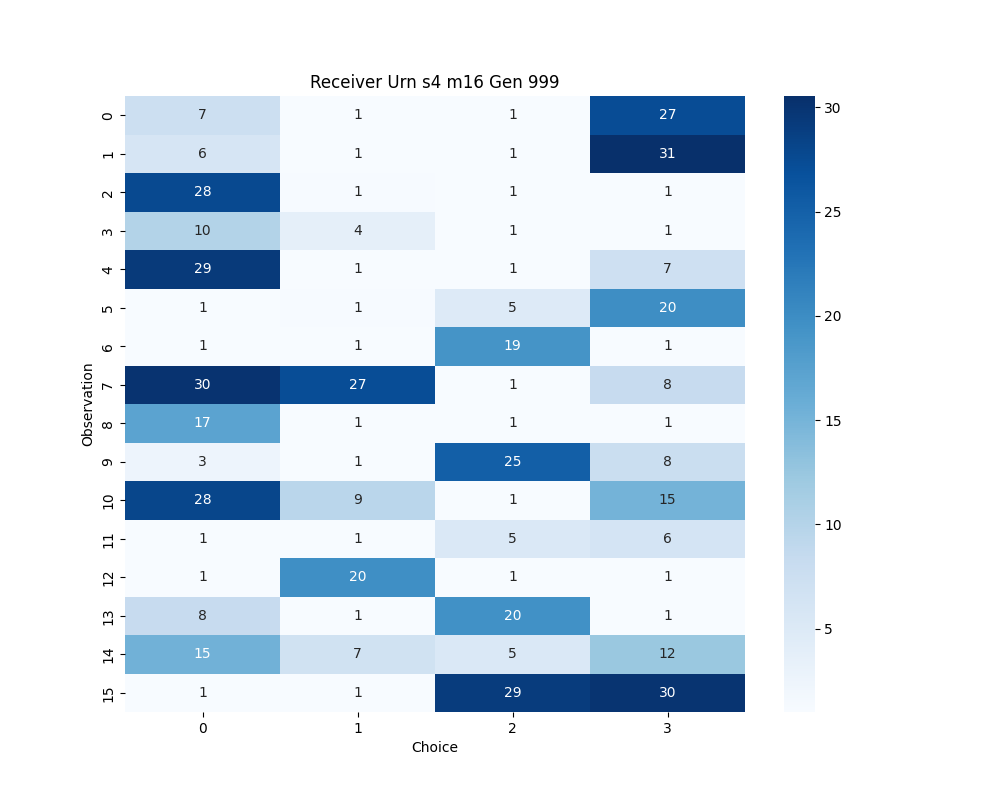 Receiver Urn s4 m16 Gen 999
0 7 1 1 27
1 6 1 1 31
2 28 1 1 1
3 10 4 1 1
4 29 1 1 7
5 1 1 5 20
6 1 1 19 1
7 30 27 1 8
8 17 1 1 1
9 3 1 25 8
10 28 9 1 15
11 1 1 5 6
12 1 20 1 1
13 8 1 20 1
14 15 7 5 12
15 1 1 29 30
0 1 2 3
Choice
Observation
30
25
20
15
10
5